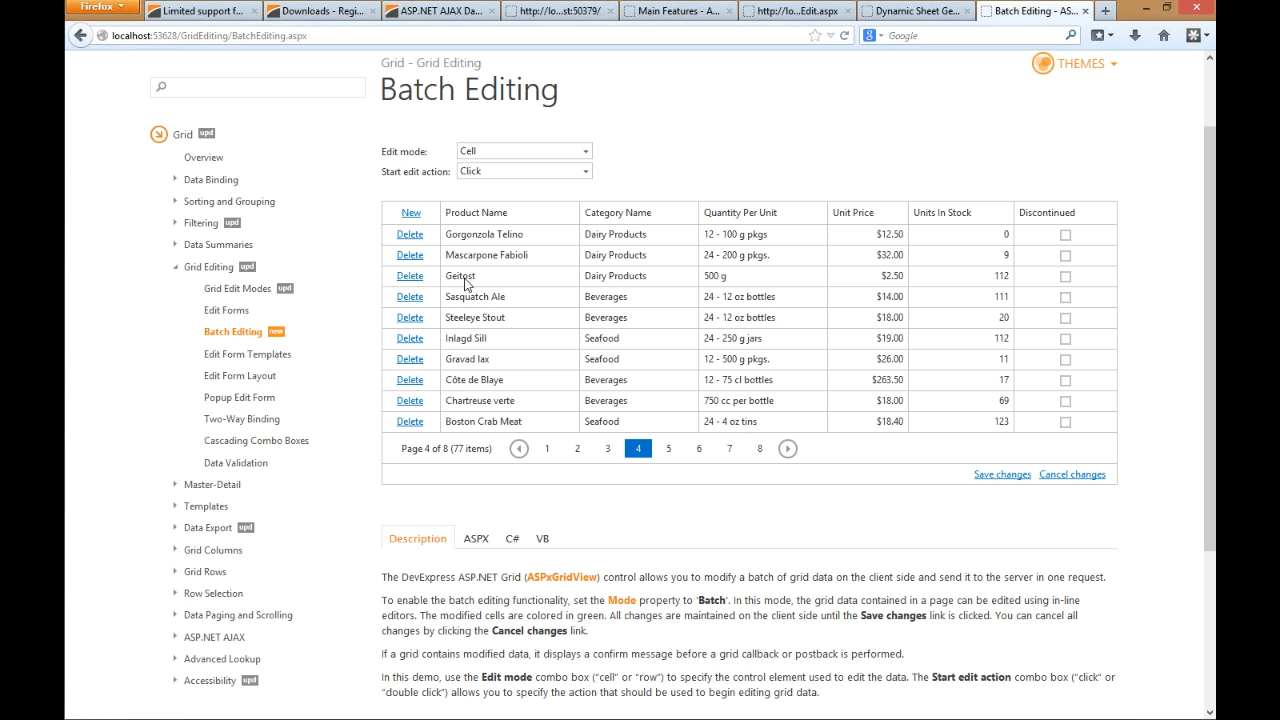 Firefox
Limited support f...
Downloads - Regi...
ASP.NET AJAX Da...
http://lo...st:50379/
Main Features - A...
http://lo...Edit.aspx
Dynamic Sheet Ge...
Batch Editing - AS...
localhost:53628/GridEditing/BatchEditing.aspx
Google
Grid - Grid Editing
THEMES
Batch Editing
Grid upd
Overview
Data Binding
Sorting and Grouping
Filtering upd
Data Summaries
Grid Editing upd
Grid Edit Modes upd
Edit Forms
Batch Editing new
Edit Form Templates
Edit Form Layout
Popup Edit Form
Two-Way Binding
Cascading Combo Boxes
Data Validation
Master-Detail
Templates
Data Export upd
Grid Columns
Grid Rows
Row Selection
Data Paging and Scrolling
ASP.NET AJAX
Advanced Lookup
Accessibility upd
Edit mode: Cell
Start edit action: Click
New Product Name Category Name Quantity Per Unit Unit Price Units In Stock Discontinued
Delete Gorgonzola Telino Dairy Products 12 - 100 g pkgs $12.50 0
Delete Mascarpone Fabioli Dairy Products 24 - 200 g pkgs. $32.00 9
Delete Geitost Dairy Products 500 g $2.50 112
Delete Sasquatch Ale Beverages 24 - 12 oz bottles $14.00 111
Delete Steeleye Stout Beverages 24 - 12 oz bottles $18.00 20
Delete Inlagd Sill Seafood 24 - 250 g jars $19.00 112
Delete Gravad lax Seafood 12 - 500 g pkgs. $26.00 11
Delete Côte de Blaye Beverages 12 - 75 cl bottles $263.50 17
Delete Chartreuse verte Beverages 750 cc per bottle $18.00 69
Delete Boston Crab Meat Seafood 24 - 4 oz tins $18.40 123
Page 4 of 8 (77 items) 1 2 3 4 5 6 7 8
Save changes Cancel changes
Description ASPX C# VB
The DevExpress ASP.NET Grid (ASPxGridView) control allows you to modify a batch of grid data on the client side and send it to the server in one request.
To enable the batch editing functionality, set the Mode property to 'Batch'. In this mode, the grid data contained in a page can be edited using in-line
editors. The modified cells are colored in green. All changes are maintained on the client side until the Save changes link is clicked. You can cancel all
changes by clicking the Cancel changes link.
If a grid contains modified data, it displays a confirm message before a grid callback or postback is performed.
In this demo, use the Edit mode combo box ("cell" or "row") to specify the control element used to edit the data. The Start edit action combo box ("click" or
"double click") allows you to specify the action that should be used to begin editing grid data.